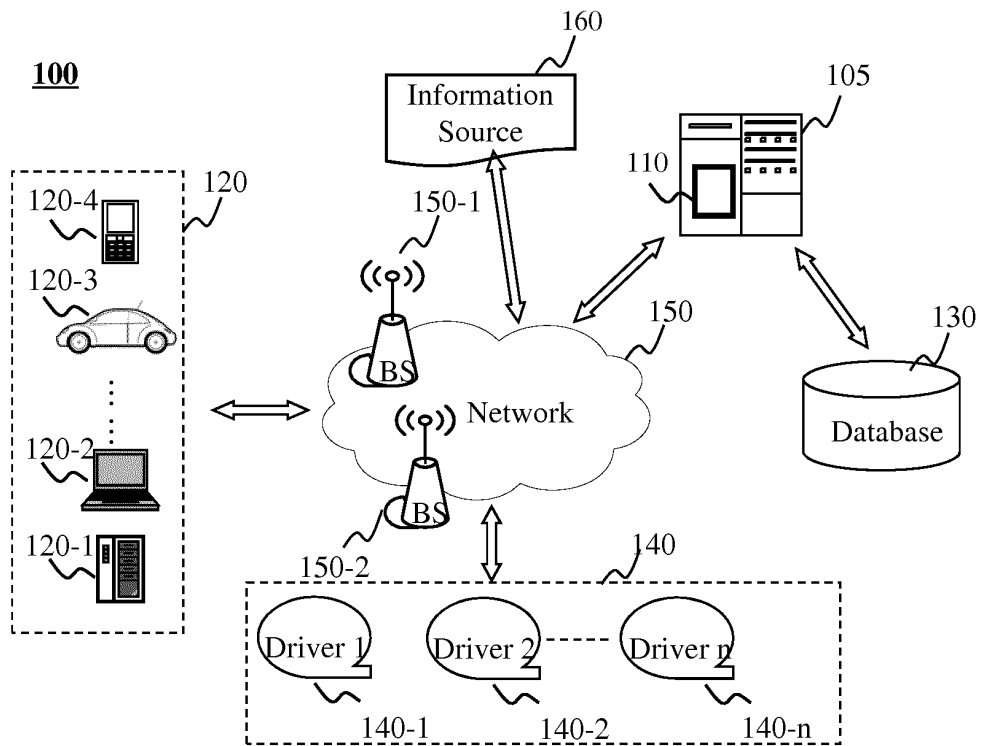 160
100
Information
Source
105
110
120
120-4
150-1
120-3
150
130
BS
Network
Database
120-2
BS
120-1
150-2
140
Driver 1
Driver 2
Driver n
140-1
140-2
140-n